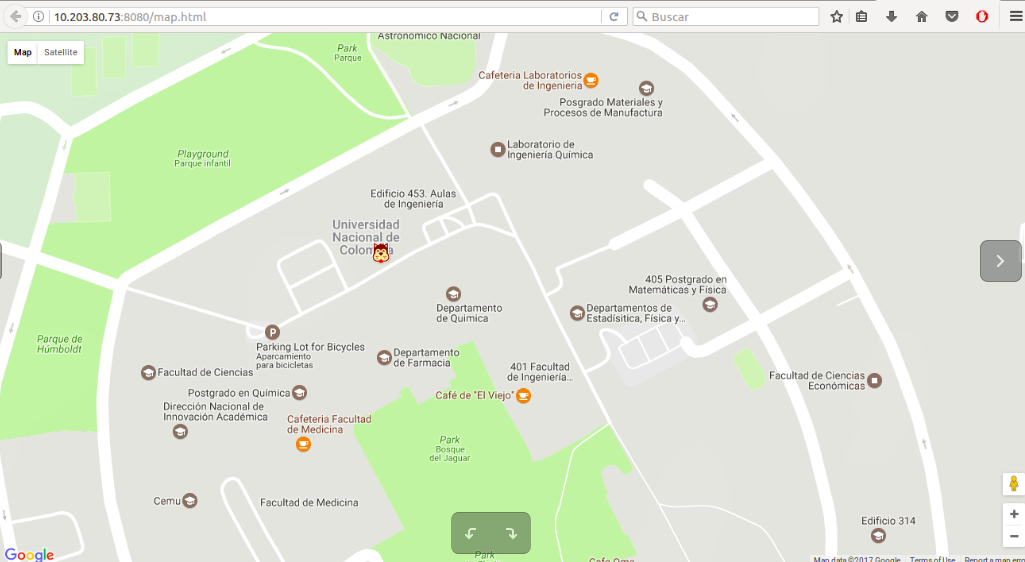 10.203.80.73:8080/map.html
Buscar
Map
Satellite
Astronomico Nacional
Park
Parque
Cafeteria Laboratorios
de Ingenieria
Posgrado Materiales y
Procesos de Manufactura
Laboratorio de
Ingeniería Quimica
Playground
Parque infantil
Edificio 453. Aulas
de Ingeniería
Universidad
Nacional de
Colombia
405 Postgrado en
Matemáticas y Física
Departamento
de Quimica
Departamentos de
Estadísitica, Física y...
Parque de
Húmboldt
P
Parking Lot for Bicycles
Aparcamiento
para bicicletas
Departamento
de Farmacia
401 Facultad
de Ingeniería...
Facultad de Ciencias
Facultad de Ciencias
Económicas
Postgrado en Química
Café de "El Viejo"
Dirección Nacional de
Innovación Académica
Cafeteria Facultad
de Medicina
Park
Bosque
del Jaguar
Cemu
Facultad de Medicina
Edificio 314
Google
Park
Cafe Oma
Map data ©2017 Google
Terms of Use
Report a map error